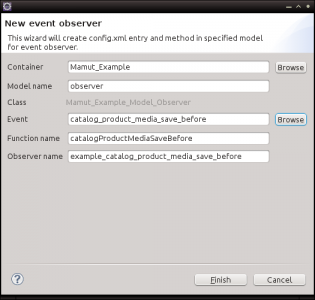 New event observer
This wizard will create config.xml entry and method in specified model
for event observer.
Container Mamut_Example Browse
Model name observer
Class Mamut_Example_Model_Observer
Event catalog_product_media_save_before Browse
Function name catalogProductMediaSaveBefore
Observer name example_catalog_product_media_save_before
? Finish Cancel